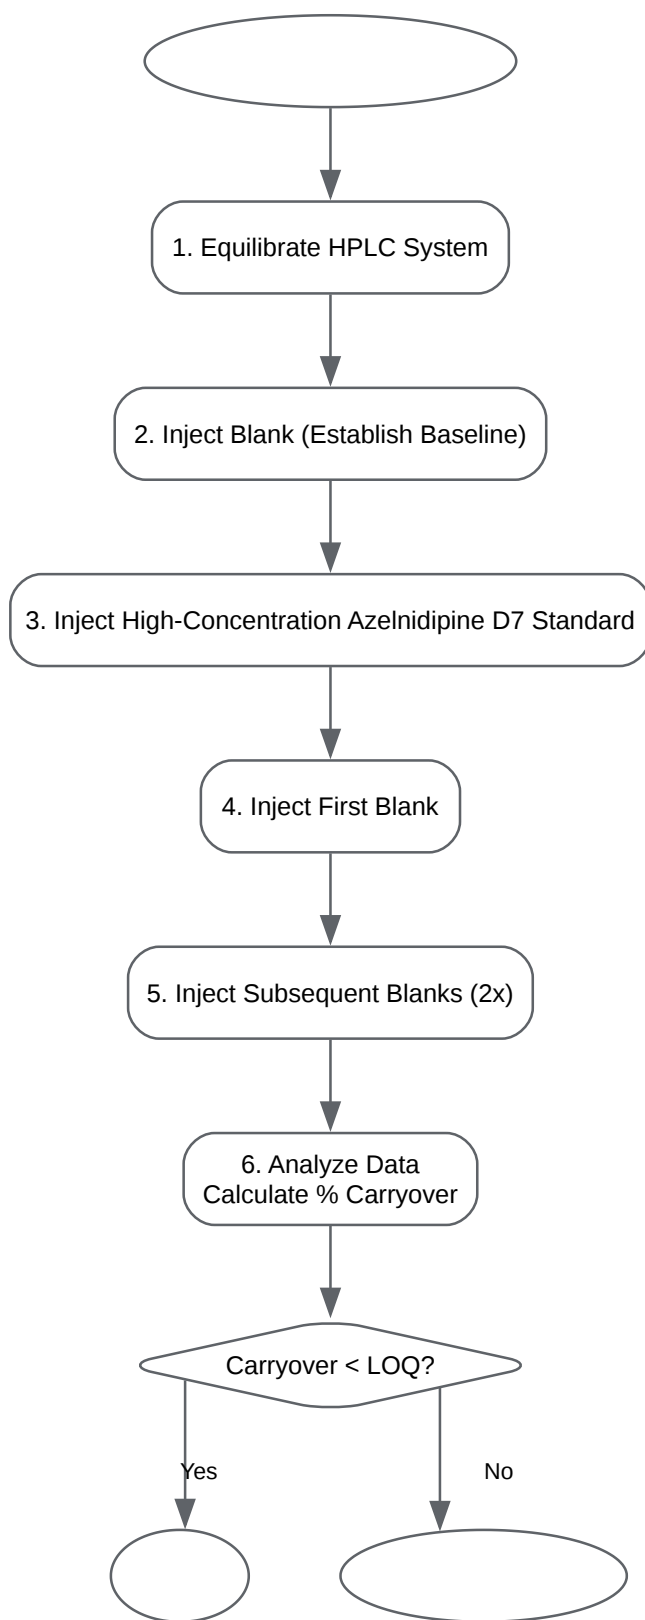 1. Equilibrate HPLC System
2. Inject Blank (Establish Baseline)
3. Inject High-Concentration Azelnidipine D7 Standard
4. Inject First Blank
5. Inject Subsequent Blanks (2x)
6. Analyze Data
Calculate % Carryover
Carryover < LOQ?
Yes
No